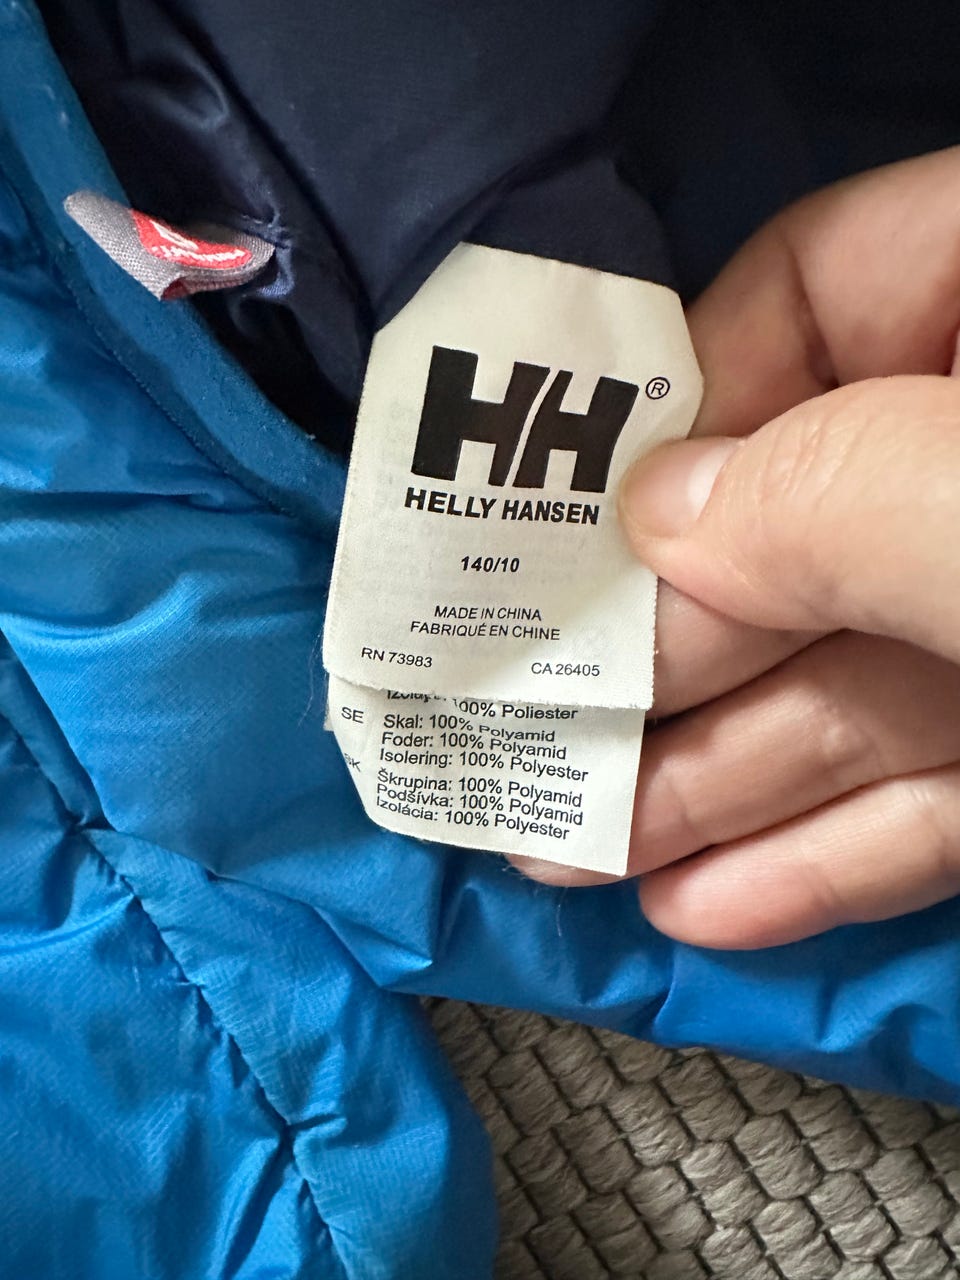 HH®
HELLY HANSEN
140/10
MADE IN CHINA
FABRIQUÉ EN CHINE
RN 73983
CA 26405
100% Poliester
SE
Skal: 100% Polyamid
Foder: 100% Polyamid
Isolering: 100% Polyester
SK
Škrupina: 100% Polyamid
Podšívka: 100% Polyamid
Izolácia: 100% Polyester